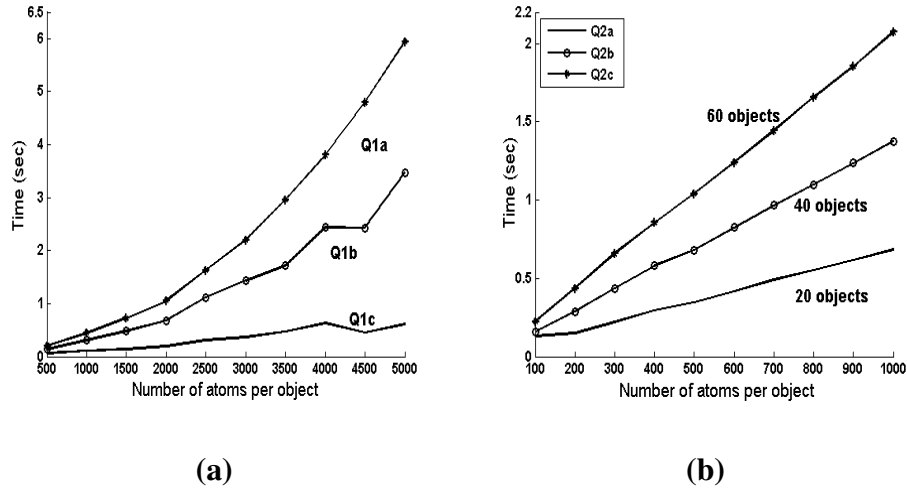 6.5
6
5
4
3
2
1
0
Time (sec)
Q1a
Q1b
Q1c
500 1000 1500 2000 2500 3000 3500 4000 4500 5000
Number of atoms per object
(a)
2.2
2
1.5
1
0.5
0
Time (sec)
Q2a
Q2b
Q2c
60 objects
40 objects
20 objects
100 200 300 400 500 600 700 800 900 1000
Number of atoms per object
(b)